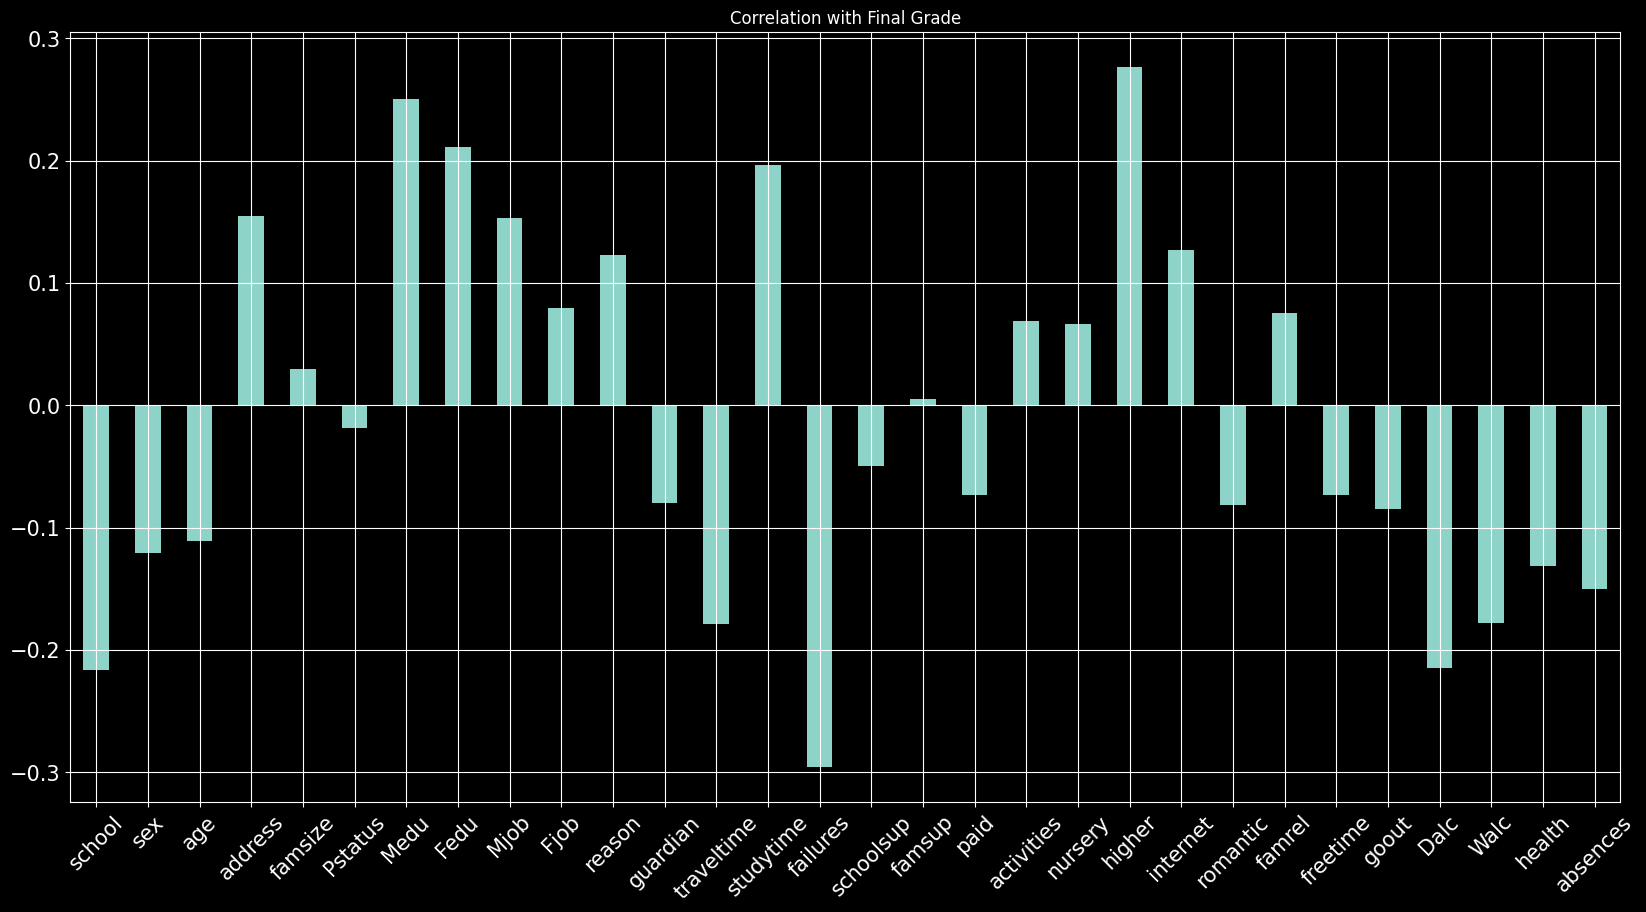 Correlation with Final Grade
0.3
0.2
0.1
0.0
−0.1
−0.2
−0.3
school
sex
age
address
famsize
Pstatus
Medu
Fedu
Mjob
Fjob
reason
guardian
traveltime
studytime
failures
schoolsup
famsup
paid
activities
nursery
higher
internet
romantic
famrel
freetime
goout
Dalc
Walc
health
absences